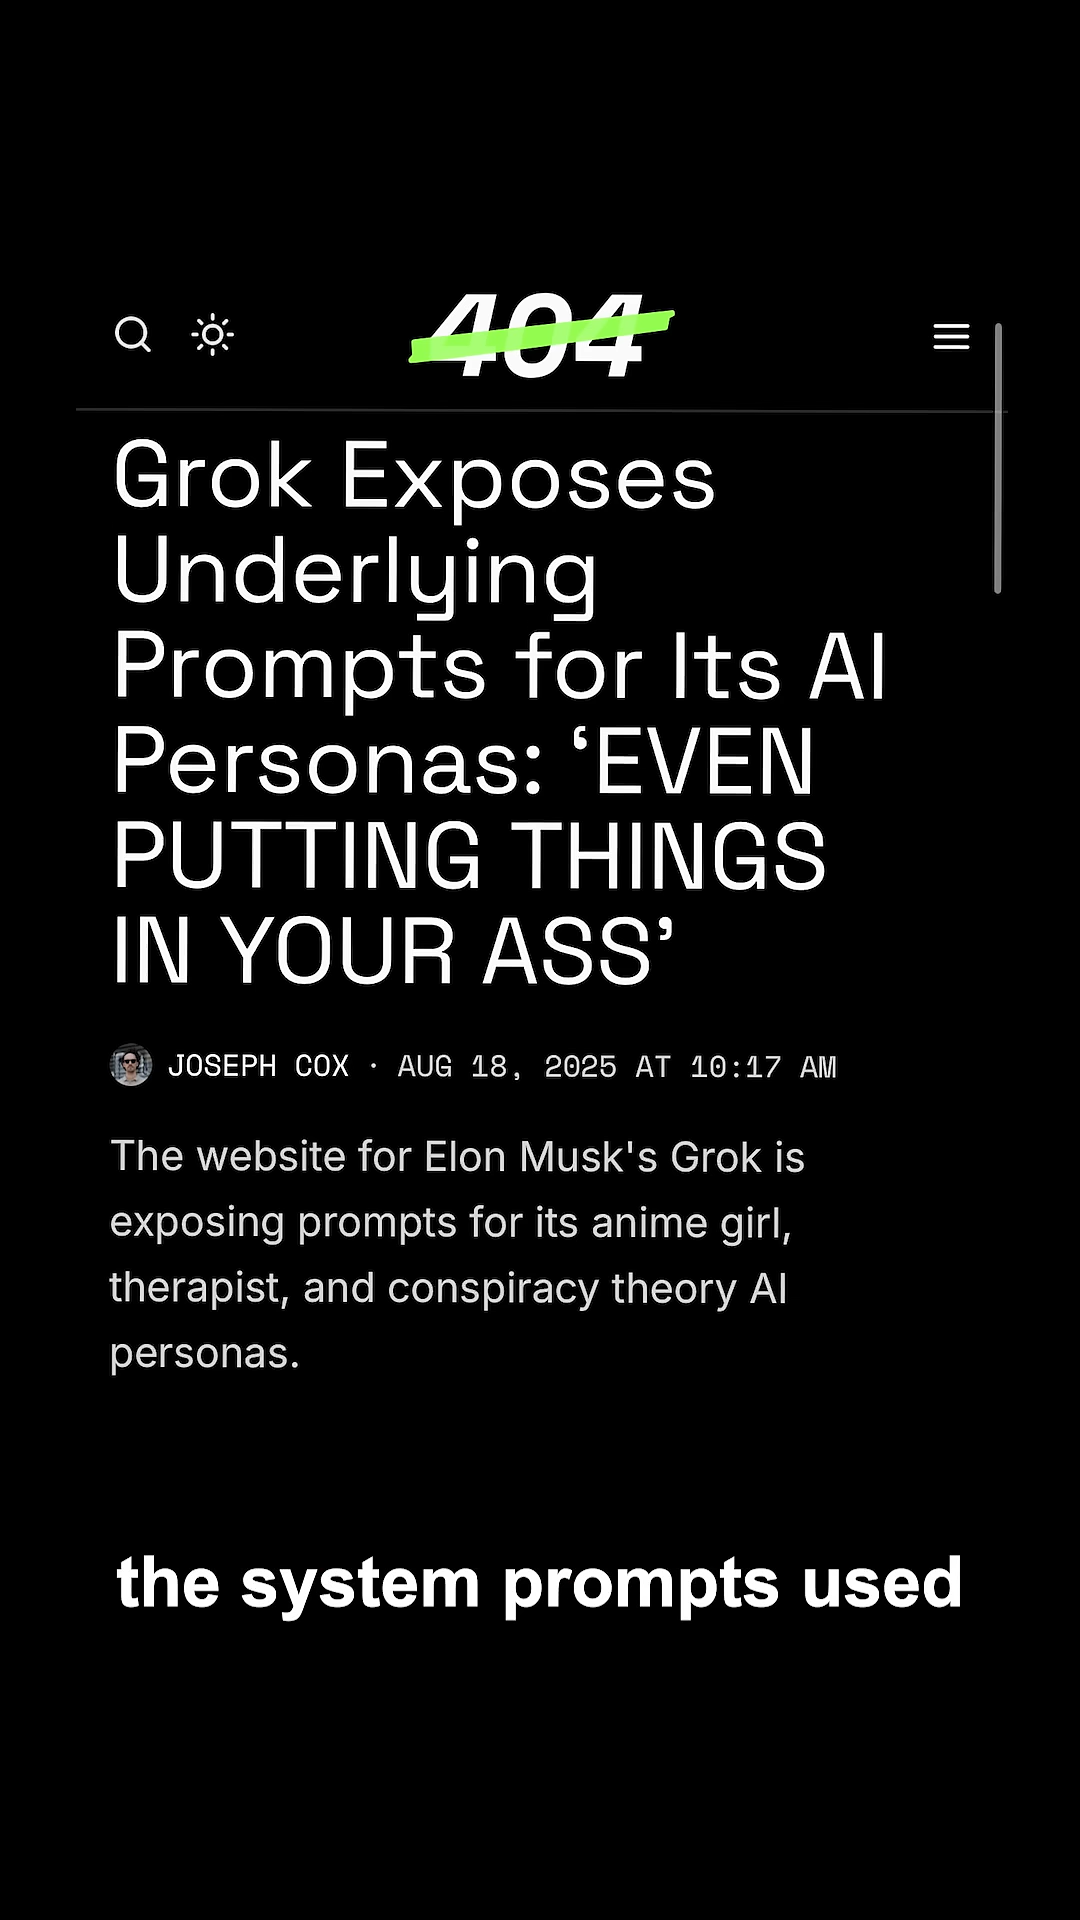 404
Grok Exposes
Underlying
Prompts for Its AI
Personas: ‘EVEN
PUTTING THINGS
IN YOUR ASS’
JOSEPH COX · AUG 18, 2025 AT 10:17 AM
The website for Elon Musk's Grok is
exposing prompts for its anime girl,
therapist, and conspiracy theory AI
personas.
the system prompts used